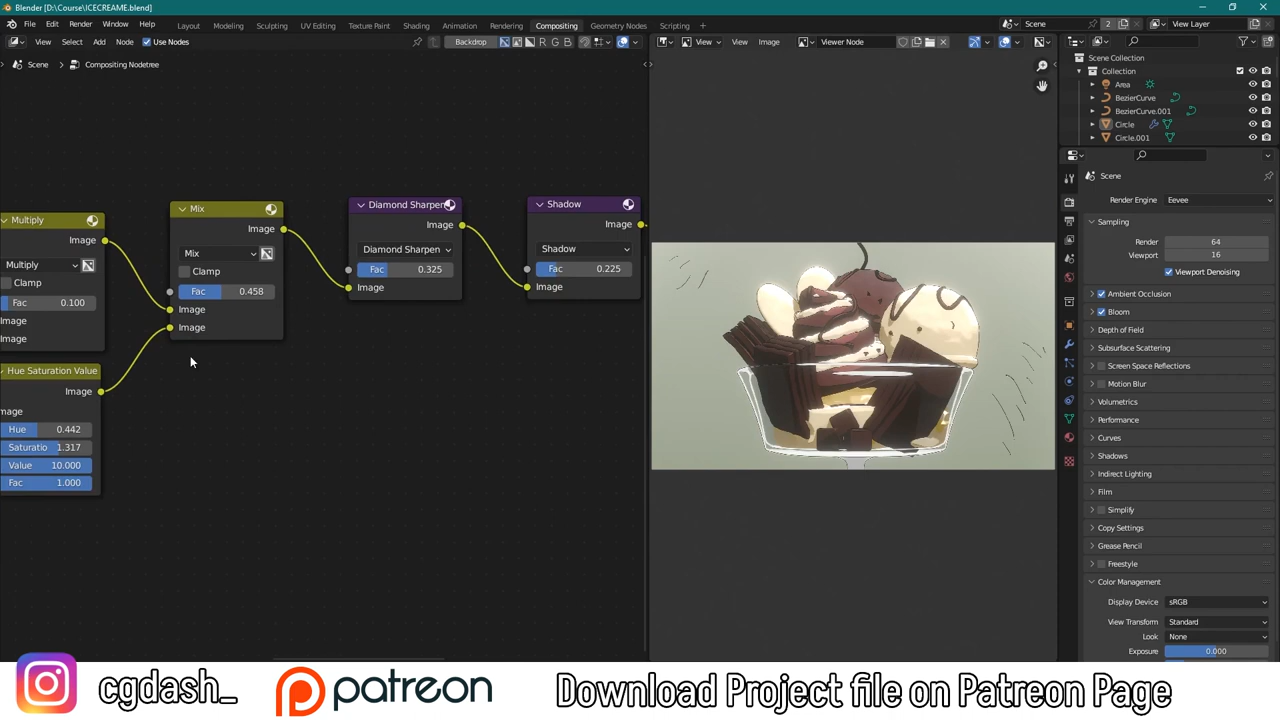 Blender [D:\Course\ICECREAME.blend]
File Edit Render Window Help Layout Modeling Sculpting UV Editing Texture Paint Shading Animation Rendering Compositing Geometry Nodes Scripting + Scene 2 View Layer
View Select Add Node Use Nodes Backdrop R G B View View Image Viewer Node
Scene > Compositing Nodetree
Scene Collection
Collection
Area
BezierCurve
BezierCurve.001
Circle
Circle.001
Scene
Render Engine Eevee
Sampling
Render 64
Viewport 16
Viewport Denoising
Ambient Occlusion
Bloom
Depth of Field
Subsurface Scattering
Screen Space Reflections
Motion Blur
Volumetrics
Performance
Curves
Shadows
Indirect Lighting
Film
Simplify
Copy Settings
Grease Pencil
Freestyle
Color Management
Display Device sRGB
View Transform Standard
Look None
Exposure 0.000
Multiply
Image
Multiply
Clamp
Fac 0.100
Image
Image
Hue Saturation Value
Image
mage
Hue 0.442
Saturatio 1.317
Value 10.000
Fac 1.000
Mix
Image
Mix
Clamp
Fac 0.458
Image
Image
Diamond Sharpen
Image
Diamond Sharpen
Fac 0.325
Image
Shadow
Image
Shadow
Fac 0.225
Image
cgdash_ patreon Download Project file on Patreon Page